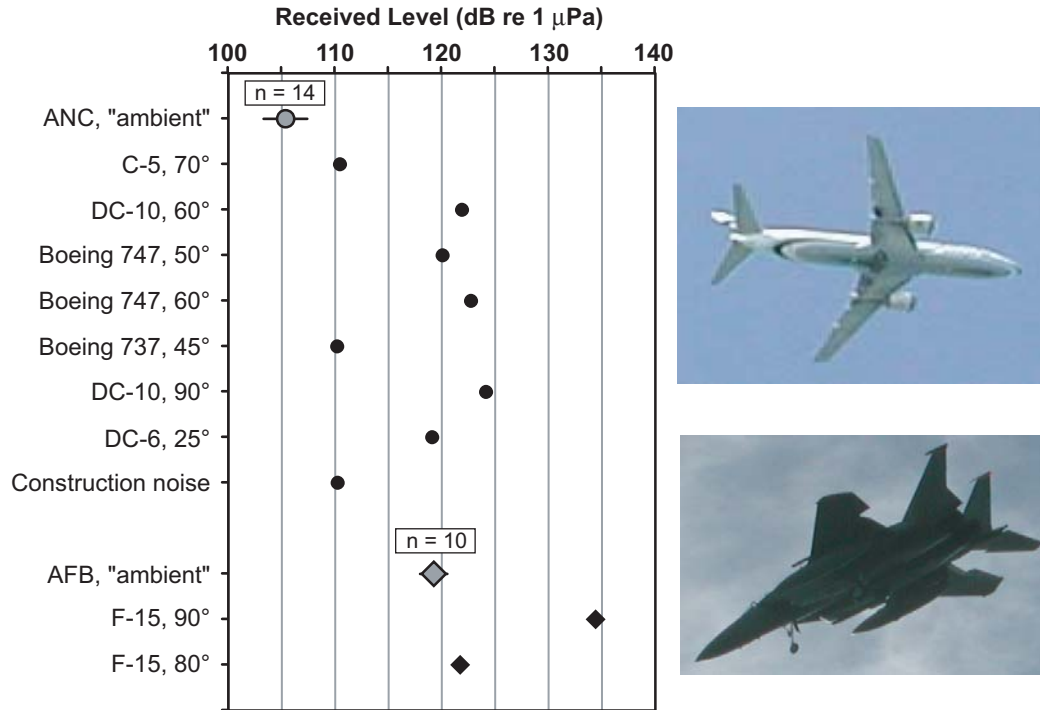 Received Level (dB re 1 μPa)
100 110 120 130 140
n = 14
ANC, "ambient"
C-5, 70°
DC-10, 60°
Boeing 747, 50°
Boeing 747, 60°
Boeing 737, 45°
DC-10, 90°
DC-6, 25°
Construction noise
n = 10
AFB, "ambient"
F-15, 90°
F-15, 80°